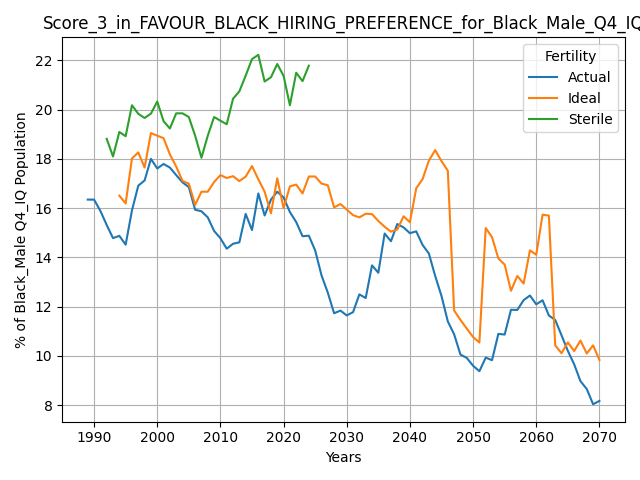 Score_3_in_FAVOUR_BLACK_HIRING_PREFERENCE_for_Black_Male_Q4_IQ
Fertility
Actual
Ideal
Sterile
% of Black_Male Q4_IQ Population
22
20
18
16
14
12
10
8
1990 2000 2010 2020 2030 2040 2050 2060 2070
Years